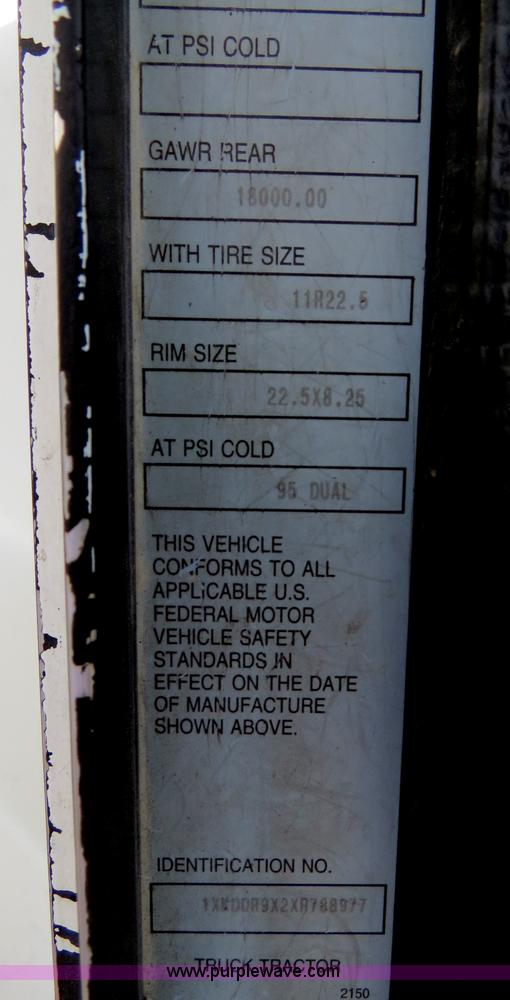 AT PSI COLD
GAWR REAR
18000.00
WITH TIRE SIZE
11R22.5
RIM SIZE
22.5X8.25
AT PSI COLD
95 DUAL
THIS VEHICLE
CONFORMS TO ALL
APPLICABLE U.S.
FEDERAL MOTOR
VEHICLE SAFETY
STANDARDS IN
EFFECT ON THE DATE
OF MANUFACTURE
SHOWN ABOVE.
IDENTIFICATION NO.
TRUCK TRACTOR
www.purplewave.com
2150